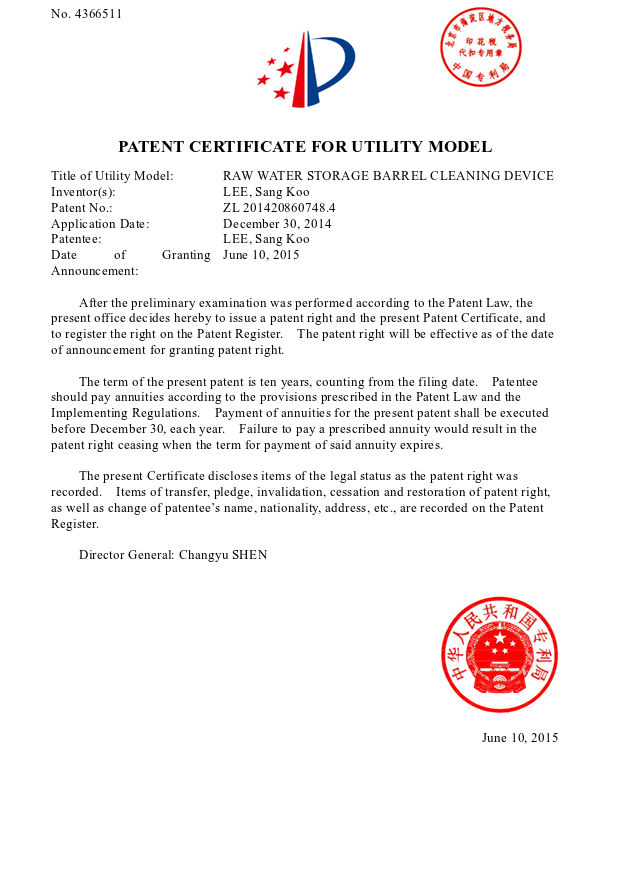 No. 4366511
北京市海淀区地方税务局
印花税
代扣专用章
中国专利局
PATENT CERTIFICATE FOR UTILITY MODEL
Title of Utility Model: RAW WATER STORAGE BARREL CLEANING DEVICE
Inventor(s): LEE, Sang Koo
Patent No.: ZL 201420860748.4
Application Date: December 30, 2014
Patentee: LEE, Sang Koo
Date of Granting June 10, 2015
Announcement:
After the preliminary examination was performed according to the Patent Law, the
present office decides hereby to issue a patent right and the present Patent Certificate, and
to register the right on the Patent Register. The patent right will be effective as of the date
of announcement for granting patent right.
The term of the present patent is ten years, counting from the filing date. Patentee
should pay annuities according to the provisions prescribed in the Patent Law and the
Implementing Regulations. Payment of annuities for the present patent shall be executed
before December 30, each year. Failure to pay a prescribed annuity would result in the
patent right ceasing when the term for payment of said annuity expires.
The present Certificate discloses items of the legal status as the patent right was
recorded. Items of transfer, pledge, invalidation, cessation and restoration of patent right,
as well as change of patentee's name, nationality, address, etc., are recorded on the Patent
Register.
Director General: Changyu SHEN
中华人民共和国专利局
June 10, 2015